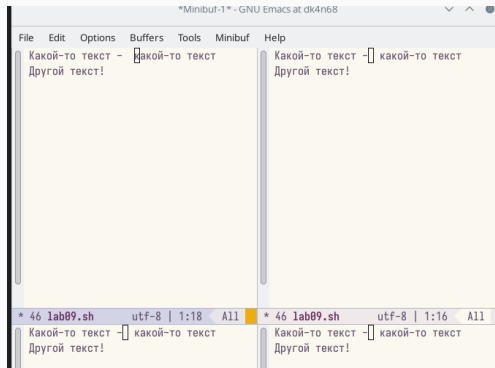 *Minibuf-1* - GNU Emacs at dk4n68
File Edit Options Buffers Tools Minibuf Help
Какой-то текст -  какой-то текст
Другой текст!
Какой-то текст - какой-то текст
Другой текст!
* 46 lab09.sh utf-8 | 1:18 All
* 46 lab09.sh utf-8 | 1:16 All
Какой-то текст - какой-то текст
Другой текст!
Какой-то текст - какой-то текст
Другой текст!